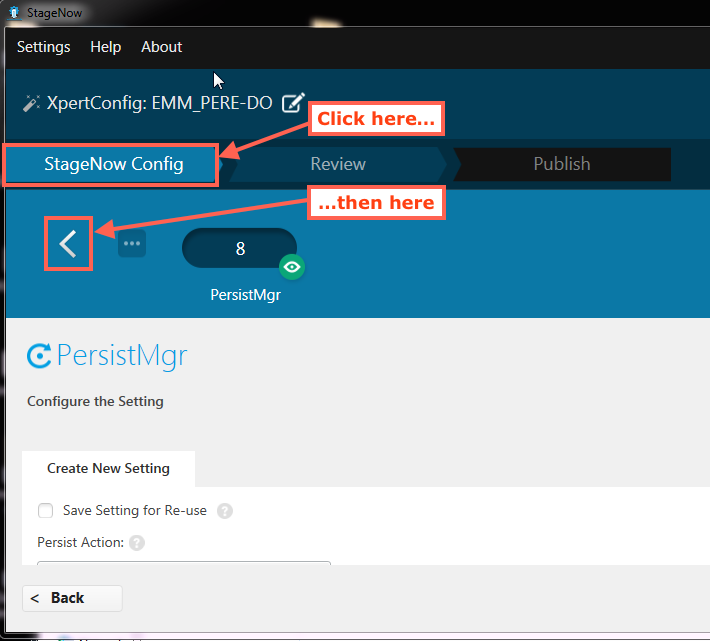 StageNow
Settings Help About
XpertConfig: EMM_PERE-DO
Click here...
StageNow Config Review Publish
...then here
8
PersistMgr
PersistMgr
Configure the Setting
Create New Setting
Save Setting for Re-use ?
Persist Action: ?
< Back